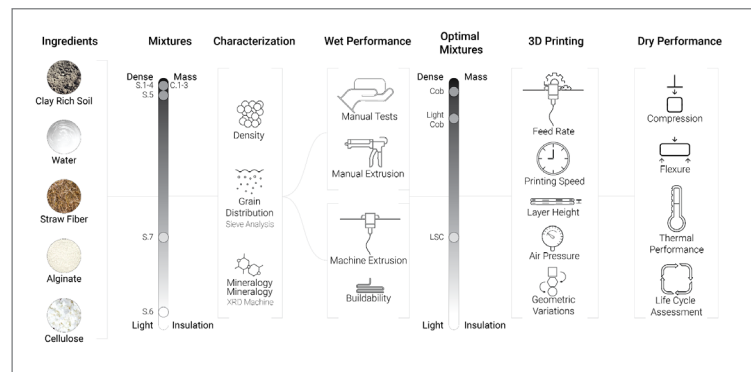 Ingredients
Clay Rich Soil
Water
Straw Fiber
Alginate
Cellulose
Mixtures
Dense Mass
S.1-4 C.1-3
S.5
S.7
S.6
Light Insulation
Characterization
Density
Grain
Distribution
Sieve Analysis
Mineralogy
Mineralogy
XRD Machine
Wet Performance
Manual Tests
Manual Extrusion
Machine Extrusion
Buildability
Optimal
Mixtures
Dense Mass
Cob
Light
Cob
LSC
Light Insulation
3D Printing
Feed Rate
Printing Speed
Layer Height
Air Pressure
Geometric
Variations
Dry Performance
Compression
Flexure
Thermal
Performance
Life Cycle
Assessment